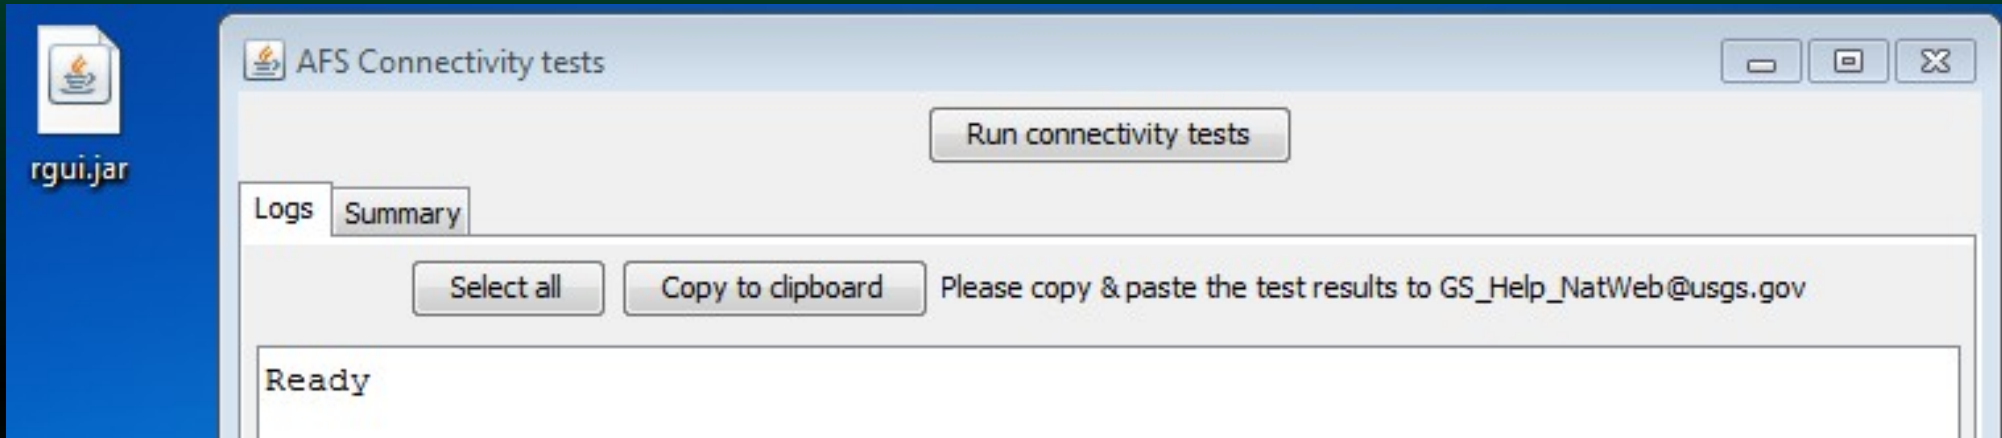 rgui.jar
AFS Connectivity tests
Run connectivity tests
Logs
Summary
Select all
Copy to clipboard
Please copy & paste the test results to GS_Help_NatWeb@usgs.gov
Ready